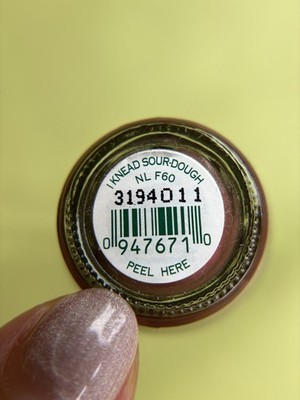 I KNEAD SOUR-DOUGH
NL F60
3194011
0 947671 0
PEEL HERE